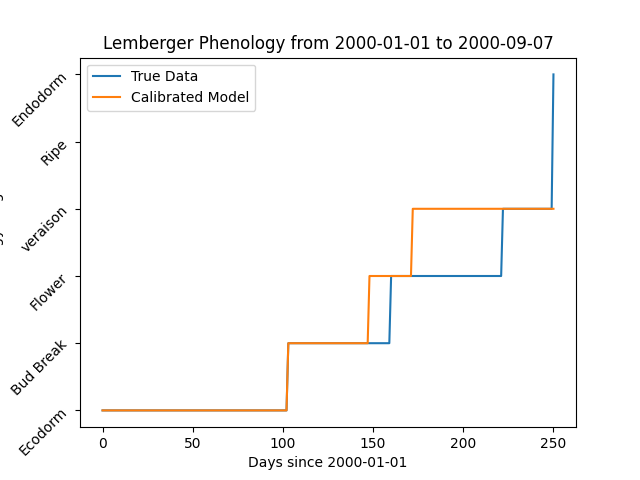 Lemberger Phenology from 2000-01-01 to 2000-09-07
True Data
Calibrated Model
Endodorm
Ripe
veraison
Flower
Bud Break
Ecodorm
0 50 100 150 200 250
Days since 2000-01-01